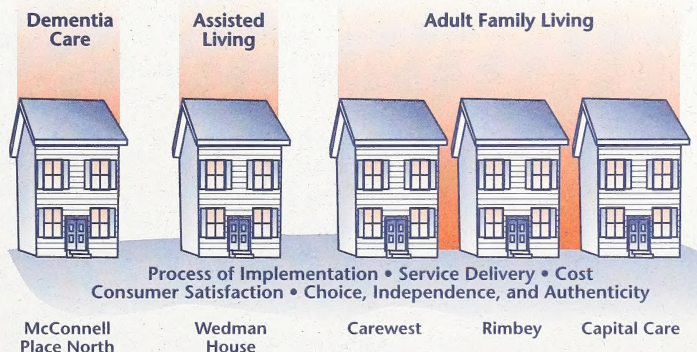 Dementia
Care
Assisted
Living
Adult Family Living
Process of Implementation • Service Delivery • Cost
Consumer Satisfaction • Choice, Independence, and Authenticity
McConnell
Place North
Wedman
House
Carewest
Rimbey
Capital Care